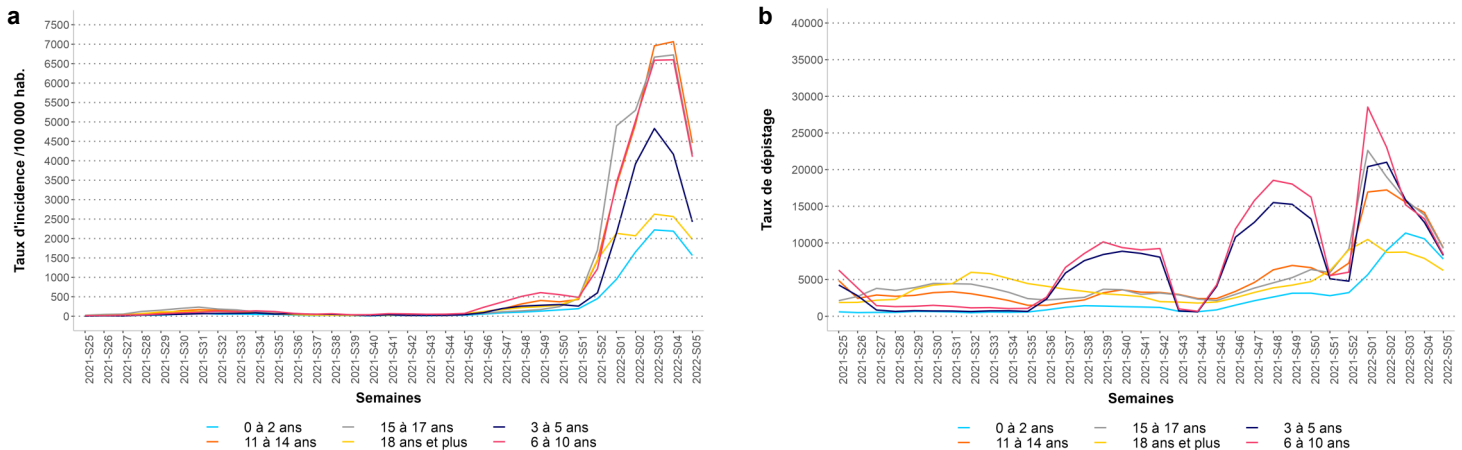 a
Taux d'incidence /100 000 hab.
7500
7000
6500
6000
5500
5000
4500
4000
3500
3000
2500
2000
1500
1000
500
0
2021-S25
2021-S26
2021-S27
2021-S28
2021-S29
2021-S30
2021-S31
2021-S32
2021-S33
2021-S34
2021-S35
2021-S36
2021-S37
2021-S38
2021-S39
2021-S40
2021-S41
2021-S42
2021-S43
2021-S44
2021-S45
2021-S46
2021-S47
2021-S48
2021-S49
2021-S50
2021-S51
2021-S52
2022-S01
2022-S02
2022-S03
2022-S04
2022-S05
Semaines
0 à 2 ans 15 à 17 ans 3 à 5 ans
11 à 14 ans 18 ans et plus 6 à 10 ans
b
Taux de dépistage
40000
35000
30000
25000
20000
15000
10000
5000
0
2021-S25
2021-S26
2021-S27
2021-S28
2021-S29
2021-S30
2021-S31
2021-S32
2021-S33
2021-S34
2021-S35
2021-S36
2021-S37
2021-S38
2021-S39
2021-S40
2021-S41
2021-S42
2021-S43
2021-S44
2021-S45
2021-S46
2021-S47
2021-S48
2021-S49
2021-S50
2021-S51
2021-S52
2022-S01
2022-S02
2022-S03
2022-S04
2022-S05
Semaines
0 à 2 ans 15 à 17 ans 3 à 5 ans
11 à 14 ans 18 ans et plus 6 à 10 ans